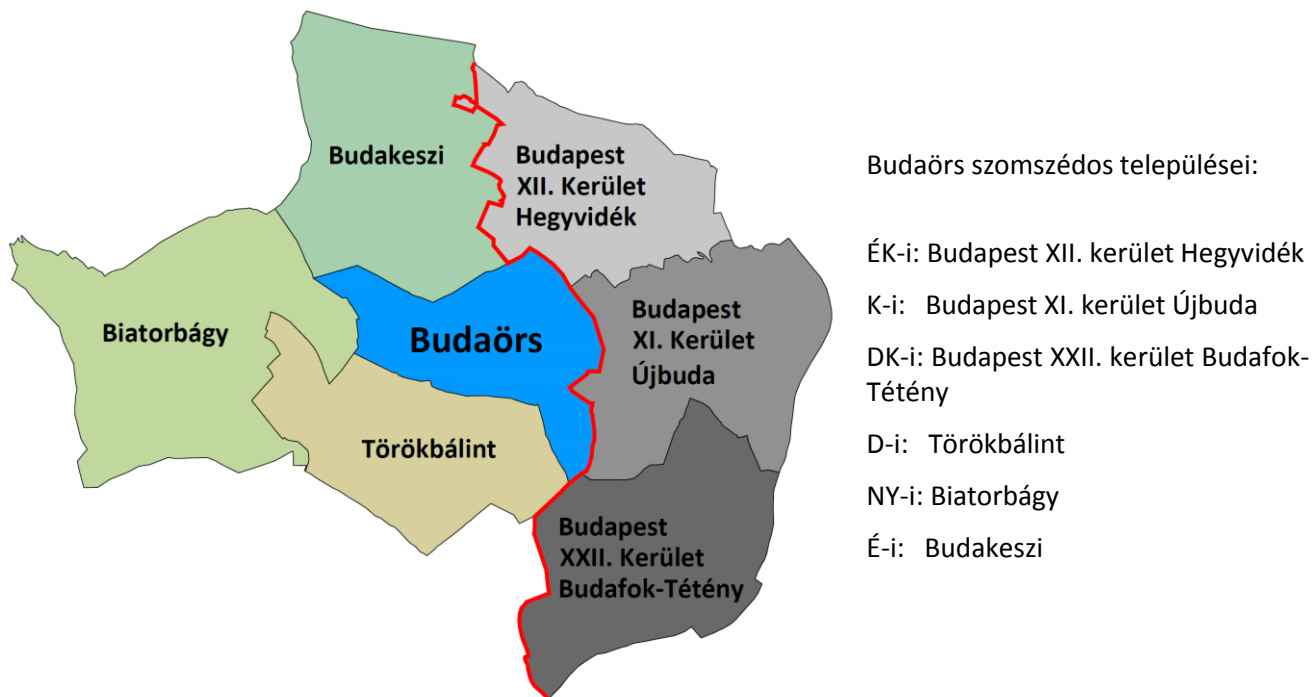 Budakeszi
Budapest
XII. Kerület
Hegyvidék
Biatorbágy
Budaörs
Budapest
XI. Kerület
Újbuda
Törökbálint
Budapest
XXII. Kerület
Budafok-Tétény
Budaörs szomszédos települései:
ÉK-i: Budapest XII. kerület Hegyvidék
K-i: Budapest XI. kerület Újbuda
DK-i: Budapest XXII. kerület Budafok-
Tétény
D-i: Törökbálint
NY-i: Biatorbágy
É-i: Budakeszi